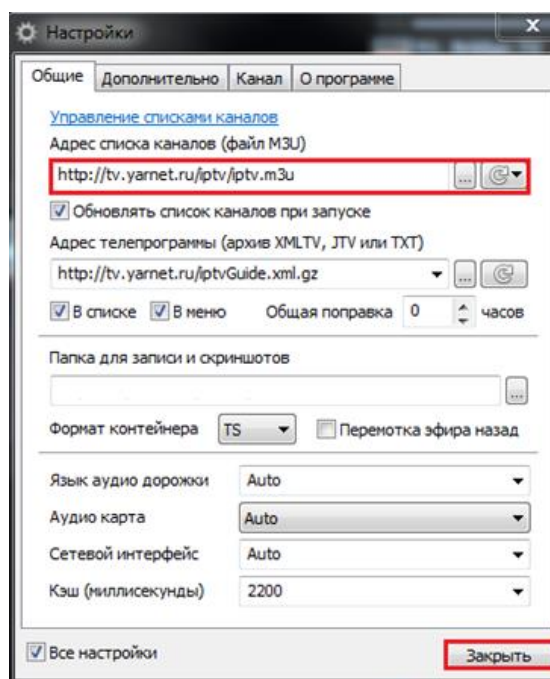 Настройки
Общие Дополнительно Канал О программе
Управление списками каналов
Адрес списка каналов (файл M3U)
http://tv.yarnet.ru/iptv/iptv.m3u ...
Обновлять список каналов при запуске
Адрес телепрограммы (архив XMLTV, JTV или TXT)
http://tv.yarnet.ru/iptvGuide.xml.gz ...
В списке В меню Общая поправка 0 часов
Папка для записи и скриншотов
...
Формат контейнера TS Перемотка эфира назад
Язык аудио дорожки Auto
Аудио карта Auto
Сетевой интерфейс Auto
Кэш (миллисекунды) 2200
Все настройки Закрыть